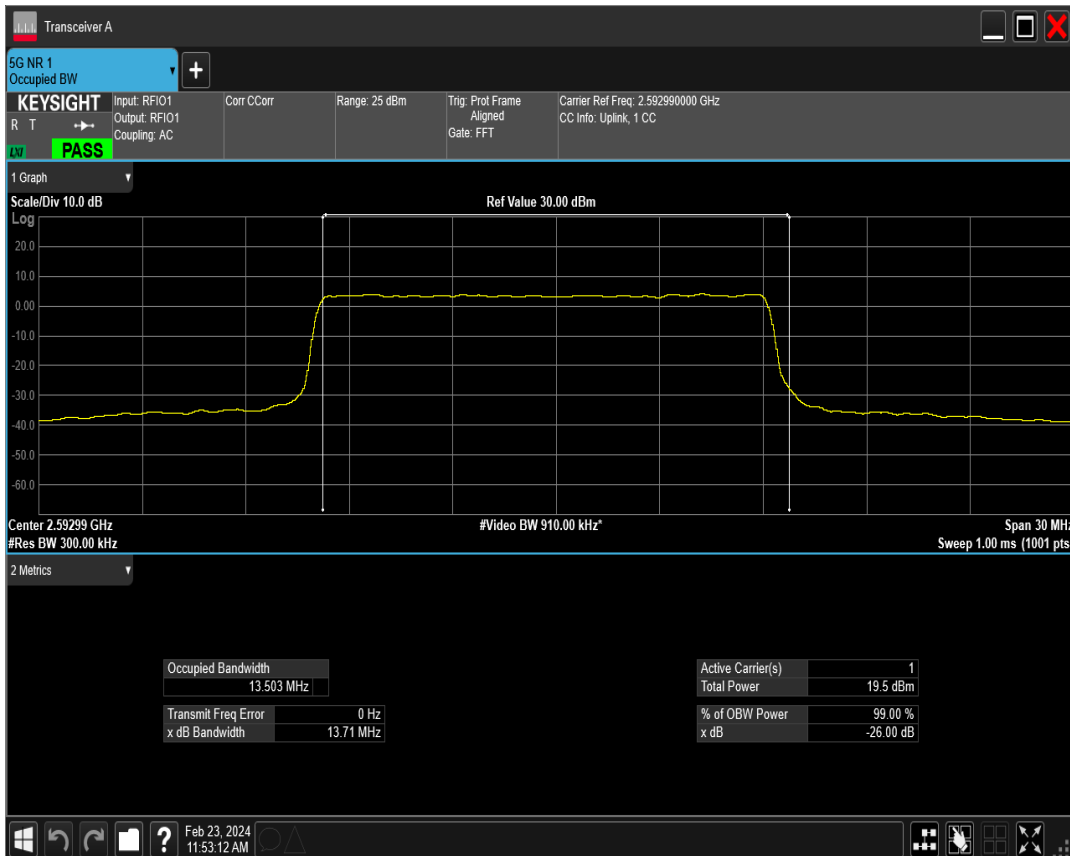 Transceiver A
5G NR 1
Occupied BW
+
KEYSIGHT
R T
LXI
PASS
Input: RFIO1
Output: RFIO1
Coupling: AC
Corr CCorr
Range: 25 dBm
Trig: Prot Frame
Aligned
Gate: FFT
Carrier Ref Freq: 2.592990000 GHz
CC Info: Uplink, 1 CC
1 Graph
Scale/Div 10.0 dB
Ref Value 30.00 dBm
Log
20.0
10.0
0.00
-10.0
-20.0
-30.0
-40.0
-50.0
-60.0
Center 2.59299 GHz
#Video BW 910.00 kHz*
Span 30 MHz
#Res BW 300.00 kHz
Sweep 1.00 ms (1001 pts
2 Metrics
Occupied Bandwidth
13.503 MHz
Transmit Freq Error 0 Hz
x dB Bandwidth 13.71 MHz
Active Carrier(s) 1
Total Power 19.5 dBm
% of OBW Power 99.00 %
x dB -26.00 dB
?
Feb 23, 2024
11:53:12 AM